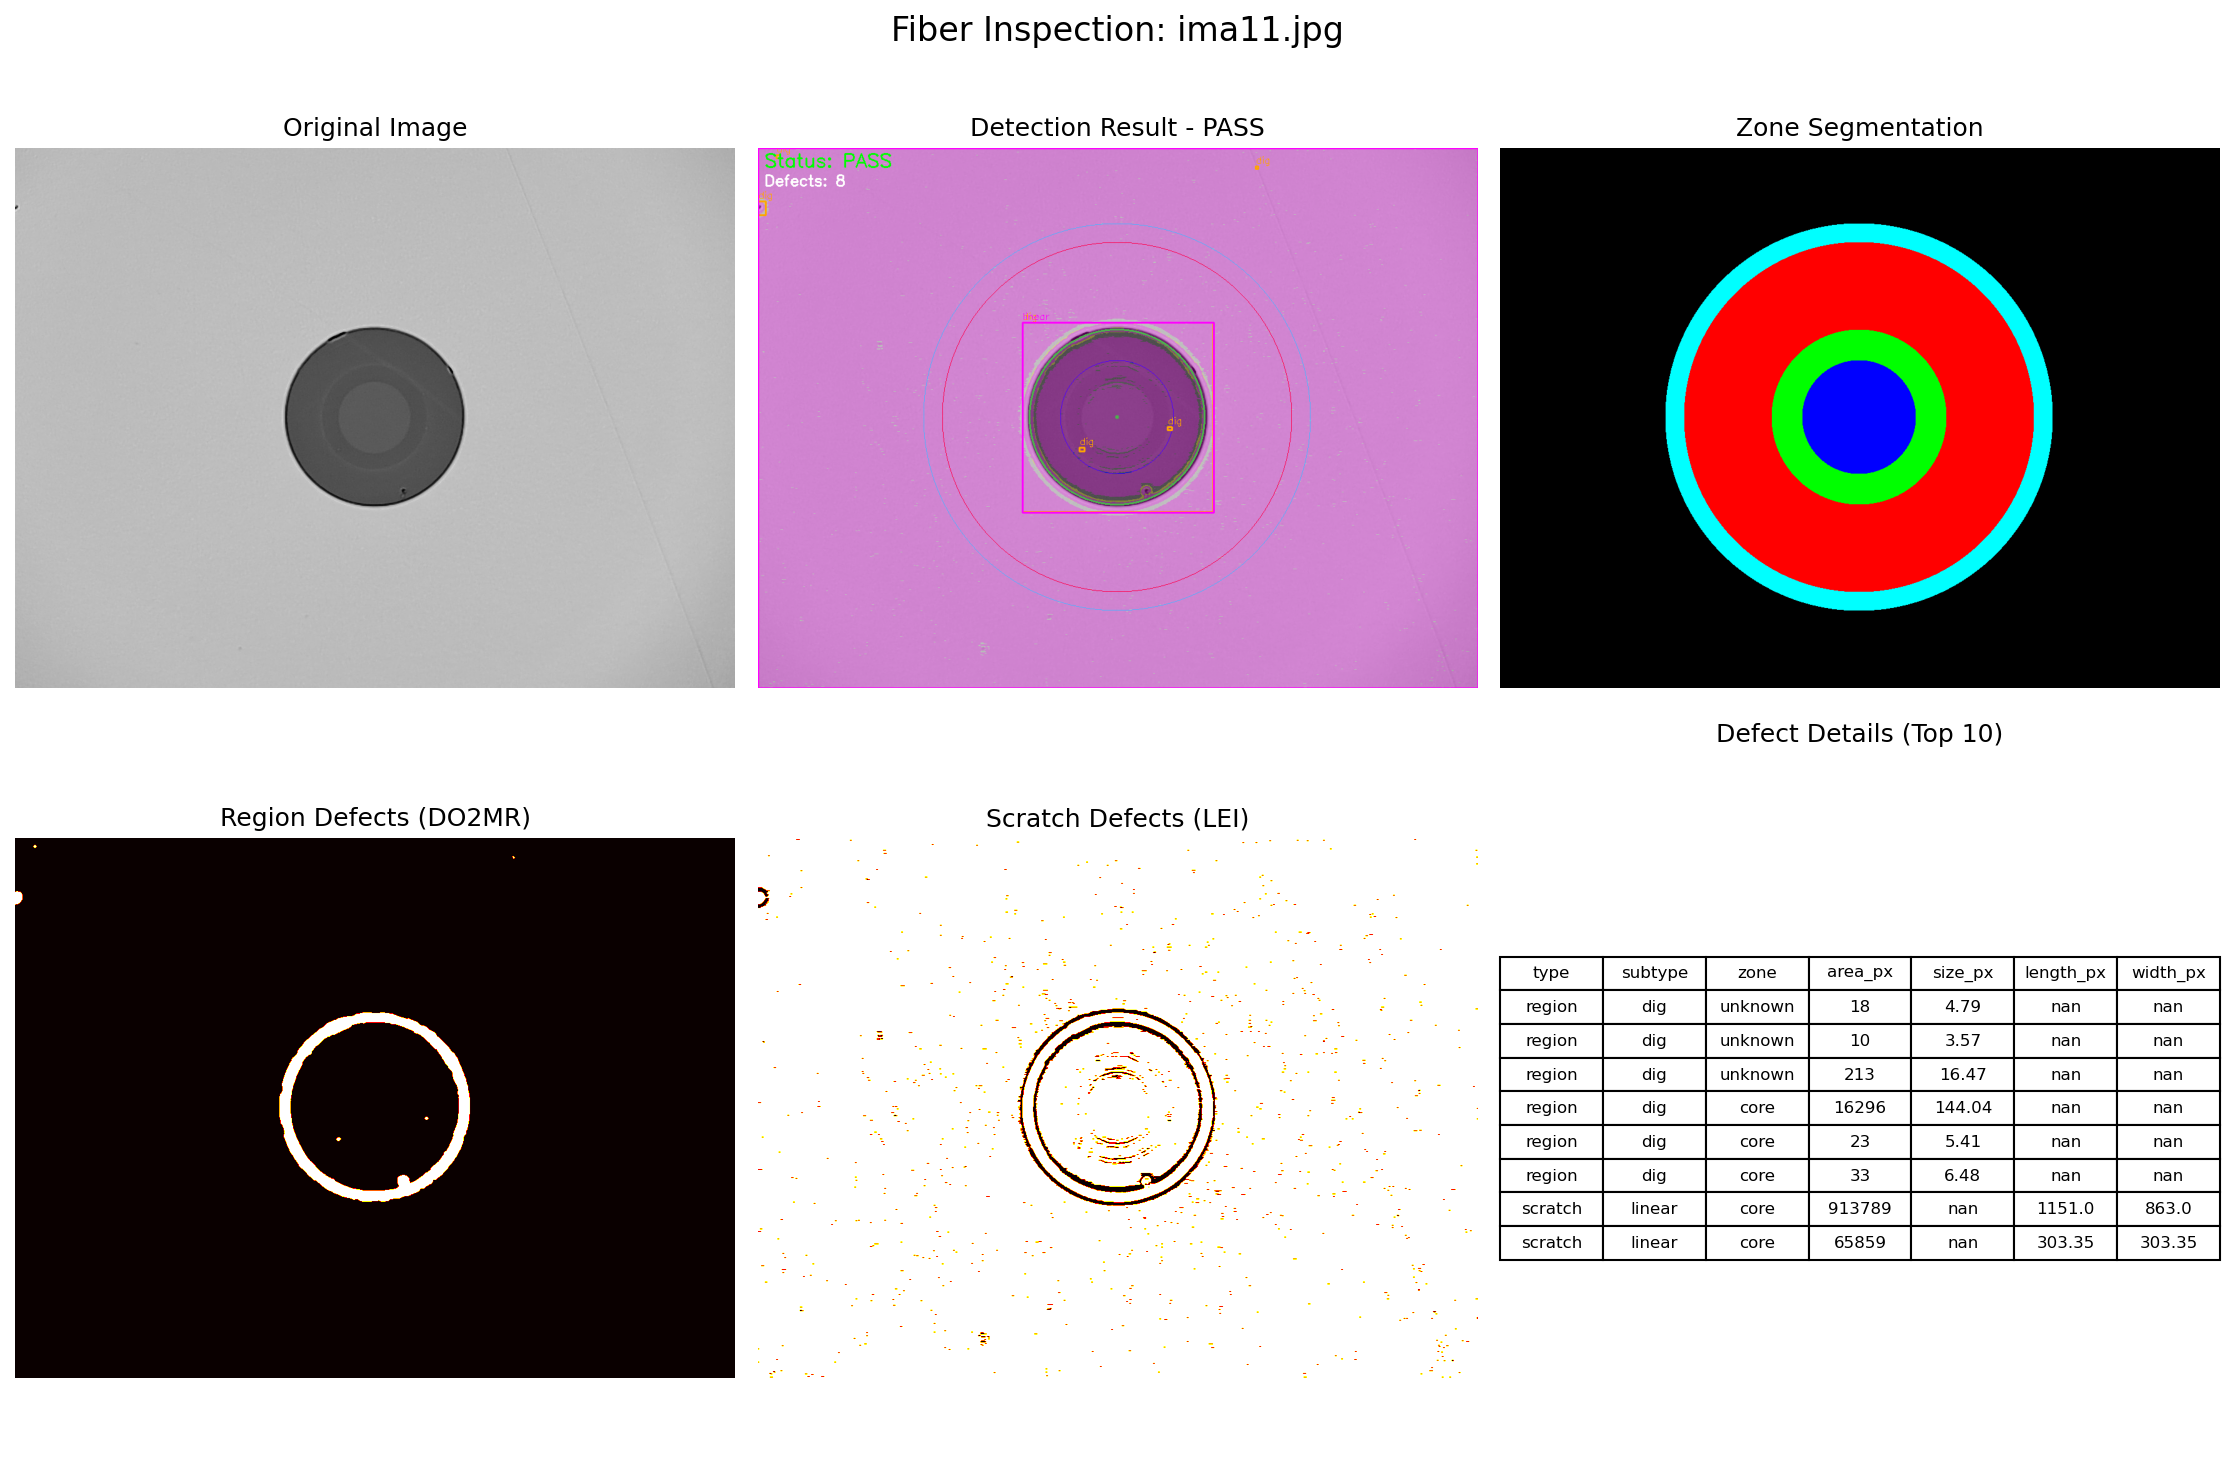 Fiber Inspection: ima11.jpg
Original Image
Detection Result - PASS
Zone Segmentation
Status: PASS
Defects: 8
linear
dig
dig
Defect Details (Top 10)
Region Defects (DO2MR)
Scratch Defects (LEI)
type subtype zone area_px size_px length_px width_px
region dig unknown 18 4.79 nan nan
region dig unknown 10 3.57 nan nan
region dig unknown 213 16.47 nan nan
region dig core 16296 144.04 nan nan
region dig core 23 5.41 nan nan
region dig core 33 6.48 nan nan
scratch linear core 913789 nan 1151.0 863.0
scratch linear core 65859 nan 303.35 303.35